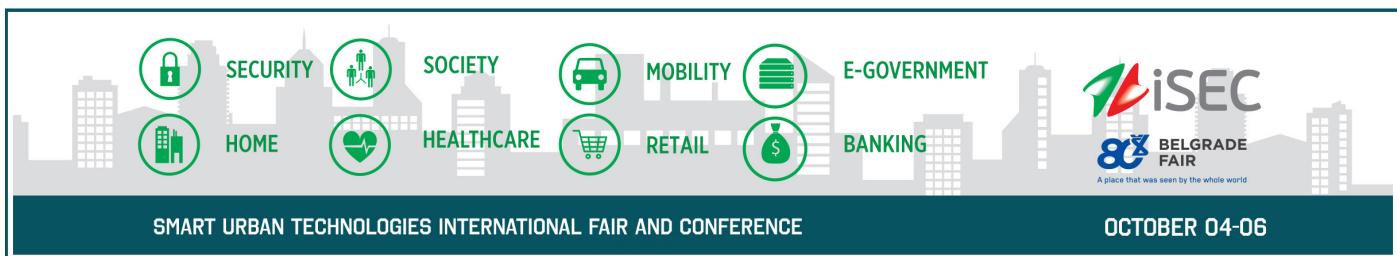 SECURITY
SOCIETY
MOBILITY
E-GOVERNMENT
HOME
HEALTHCARE
RETAIL
$
BANKING
iSEC
80
BELGRADE
FAIR
A place that was seen by the whole world
SMART URBAN TECHNOLOGIES INTERNATIONAL FAIR AND CONFERENCE
OCTOBER 04-06